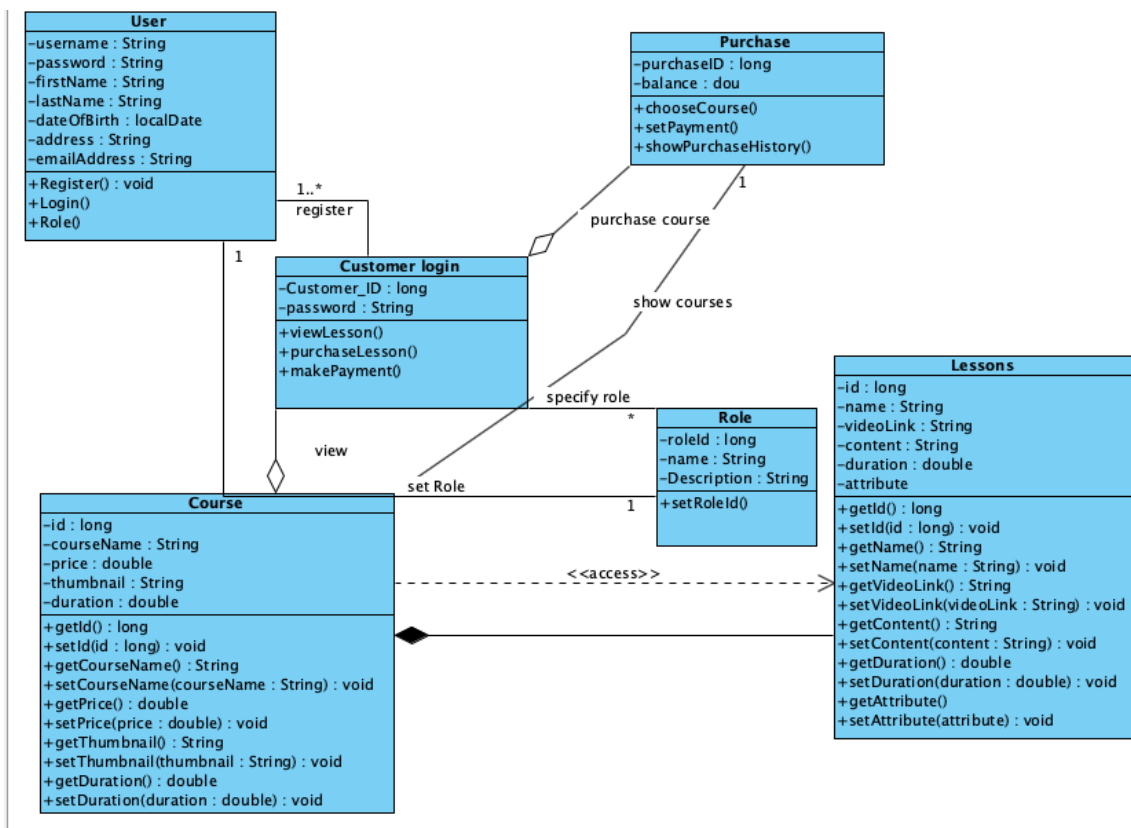 User
-username : String
-password : String
-firstName : String
-lastName : String
-dateOfBirth : localDate
-address : String
-emailAddress : String
+Register() : void
+Login()
+Role()
Purchase
-purchaseID : long
-balance : dou
+chooseCourse()
+setPayment()
+showPurchaseHistory()
1..*
register
1
purchase course
1
show courses
Customer login
-Customer_ID : long
-password : String
+viewLesson()
+purchaseLesson()
+makePayment()
specify role
*
view
set Role
1
Role
-roleId : long
-name : String
-Description : String
+setRoleId()
Lessons
-id : long
-name : String
-videoLink : String
-content : String
-duration : double
-attribute
+getId() : long
+setId(id : long) : void
+getName() : String
+setName(name : String) : void
+getVideoLink() : String
+setVideoLink(videoLink : String) : void
+getContent() : String
+setContent(content : String) : void
+getDuration() : double
+setDuration(duration : double) : void
+getAttribute()
+setAttribute(attribute) : void
<<access>>
Course
-id : long
-courseName : String
-price : double
-thumbnail : String
-duration : double
+getId() : long
+setId(id : long) : void
+getCourseName() : String
+setCourseName(courseName : String) : void
+getPrice() : double
+setPrice(price : double) : void
+getThumbnail() : String
+setThumbnail(thumbnail : String) : void
+getDuration() : double
+setDuration(duration : double) : void